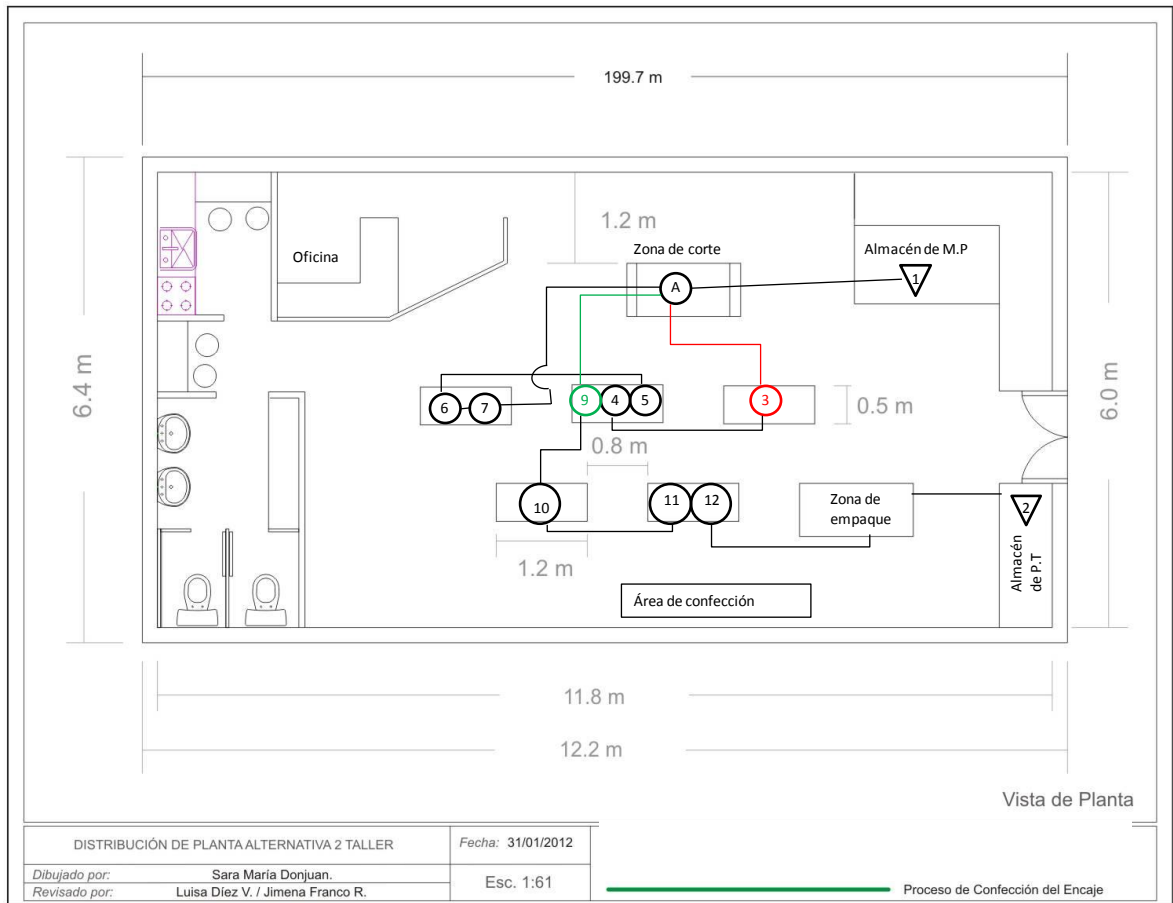 199.7 m
1.2 m
Oficina
Zona de corte
Almacén de M.P
A
1
6.4 m
6.0 m
6
7
9
4
5
3
0.5 m
0.8 m
10
11
12
Zona de
empaque
2
Almacén
de P.T
1.2 m
Área de confección
11.8 m
12.2 m
Vista de Planta
DISTRIBUCIÓN DE PLANTA ALTERNATIVA 2 TALLER
Fecha: 31/01/2012
Dibujado por: Sara María Donjuan.
Revisado por: Luisa Díez V. / Jimena Franco R.
Esc. 1:61
Proceso de Confección del Encaje